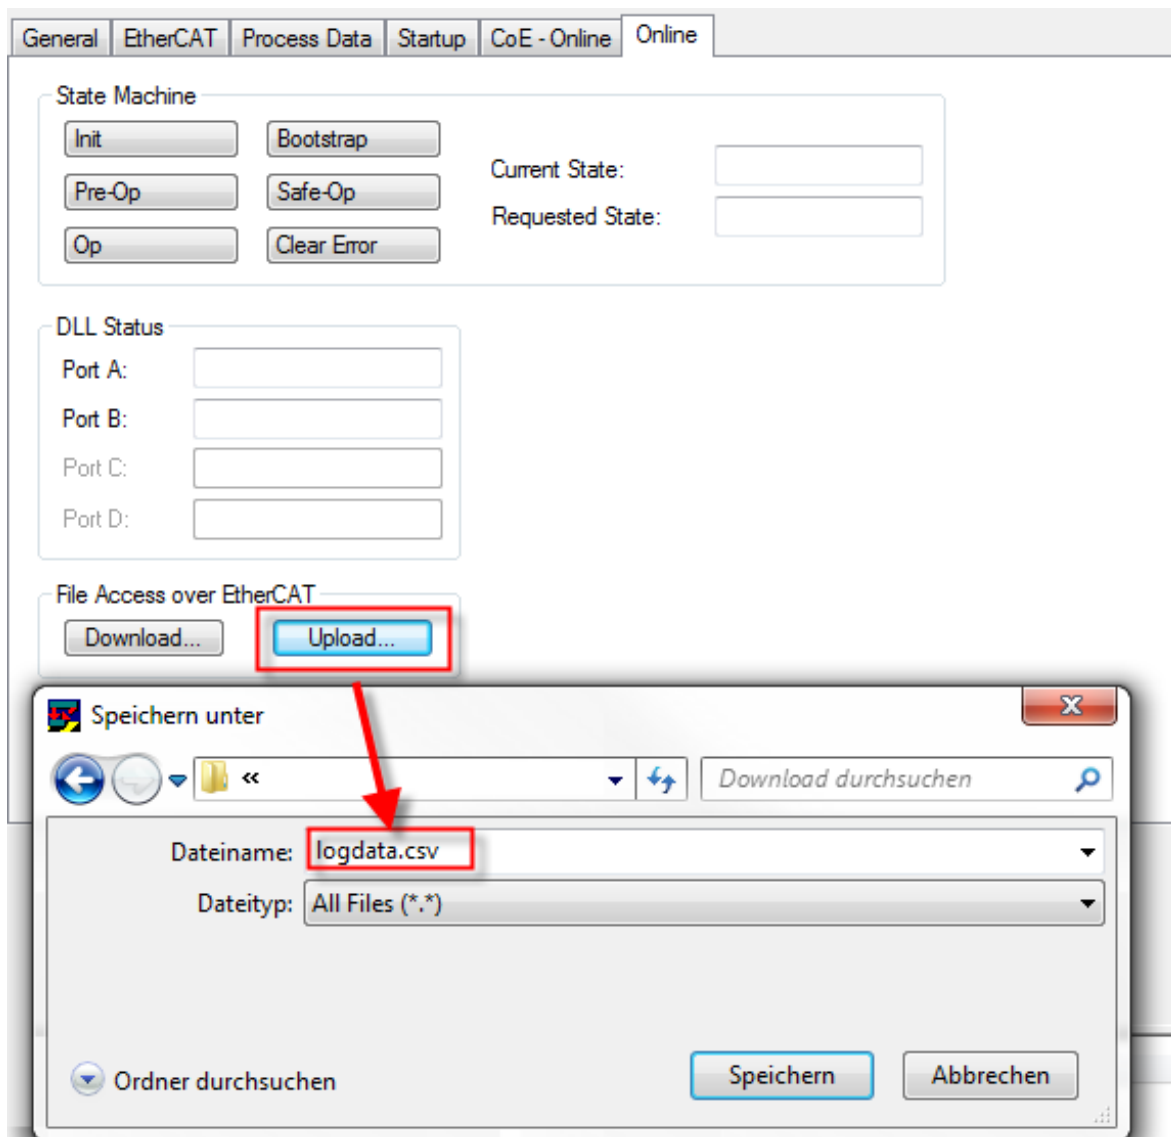 General EtherCAT Process Data Startup CoE - Online Online
State Machine
Init Bootstrap
Current State:
Pre-Op Safe-Op
Requested State:
Op Clear Error
DLL Status
Port A:
Port B:
Port C:
Port D:
File Access over EtherCAT
Download... Upload...
Speichern unter
« Download durchsuchen
Dateiname: logdata.csv
Dateityp: All Files (*.*)
Ordner durchsuchen Speichern Abbrechen